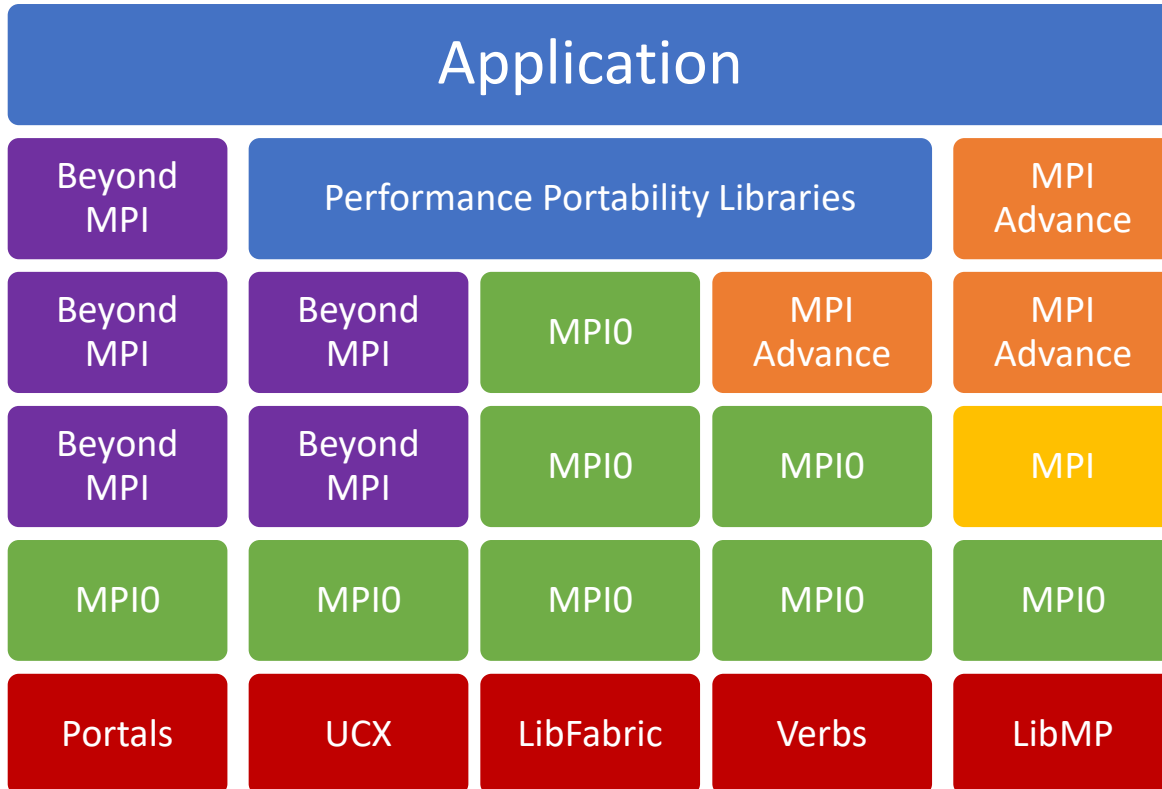 Application
Beyond
MPI
Performance Portability Libraries
MPI
Advance
Beyond
MPI
Beyond
MPI
MPI0
MPI
Advance
MPI
Advance
Beyond
MPI
Beyond
MPI
MPI0
MPI0
MPI
MPI0
MPI0
MPI0
MPI0
MPI0
Portals
UCX
LibFabric
Verbs
LibMP